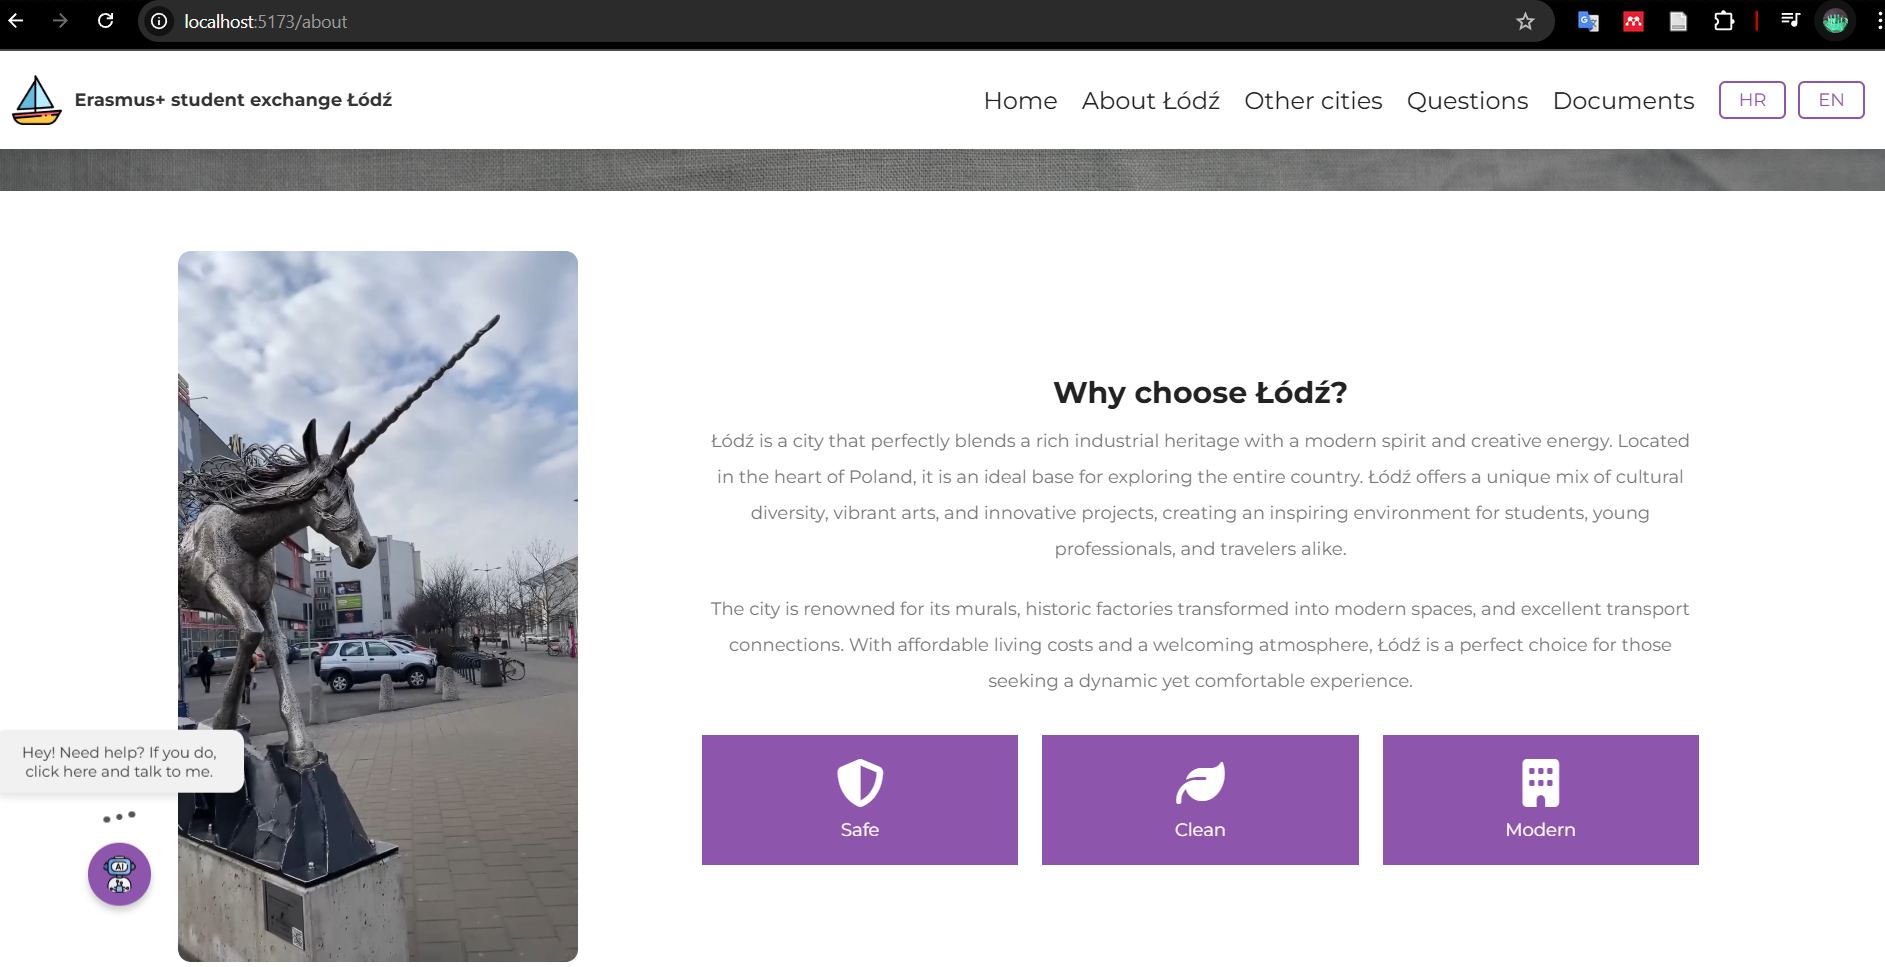 localhost:5173/about
Erasmus+ student exchange Łódź
Home About Łódź Other cities Questions Documents HR EN
Why choose Łódź?
Łódź is a city that perfectly blends a rich industrial heritage with a modern spirit and creative energy. Located
in the heart of Poland, it is an ideal base for exploring the entire country. Łódź offers a unique mix of cultural
diversity, vibrant arts, and innovative projects, creating an inspiring environment for students, young
professionals, and travelers alike.
The city is renowned for its murals, historic factories transformed into modern spaces, and excellent transport
connections. With affordable living costs and a welcoming atmosphere, Łódź is a perfect choice for those
seeking a dynamic yet comfortable experience.
Safe
Clean
Modern
Hey! Need help? If you do,
click here and talk to me.
AI